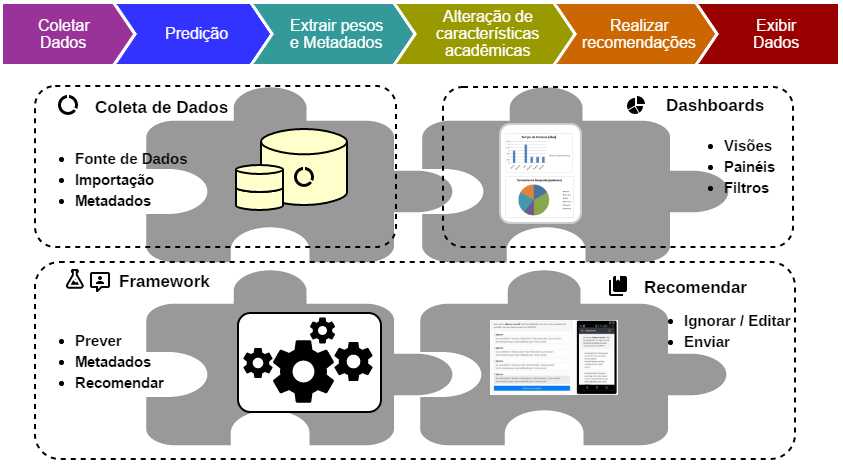 Coletar
Dados
Predição
Extrair pesos
e Metadados
Alteração de
características
acadêmicas
Realizar
recomendações
Exibir
Dados
Coleta de Dados
Fonte de Dados
Importação
Metadados
Dashboards
Visões
Painéis
Filtros
Framework
Prever
Metadados
Recomendar
Recomendar
Ignorar / Editar
Enviar